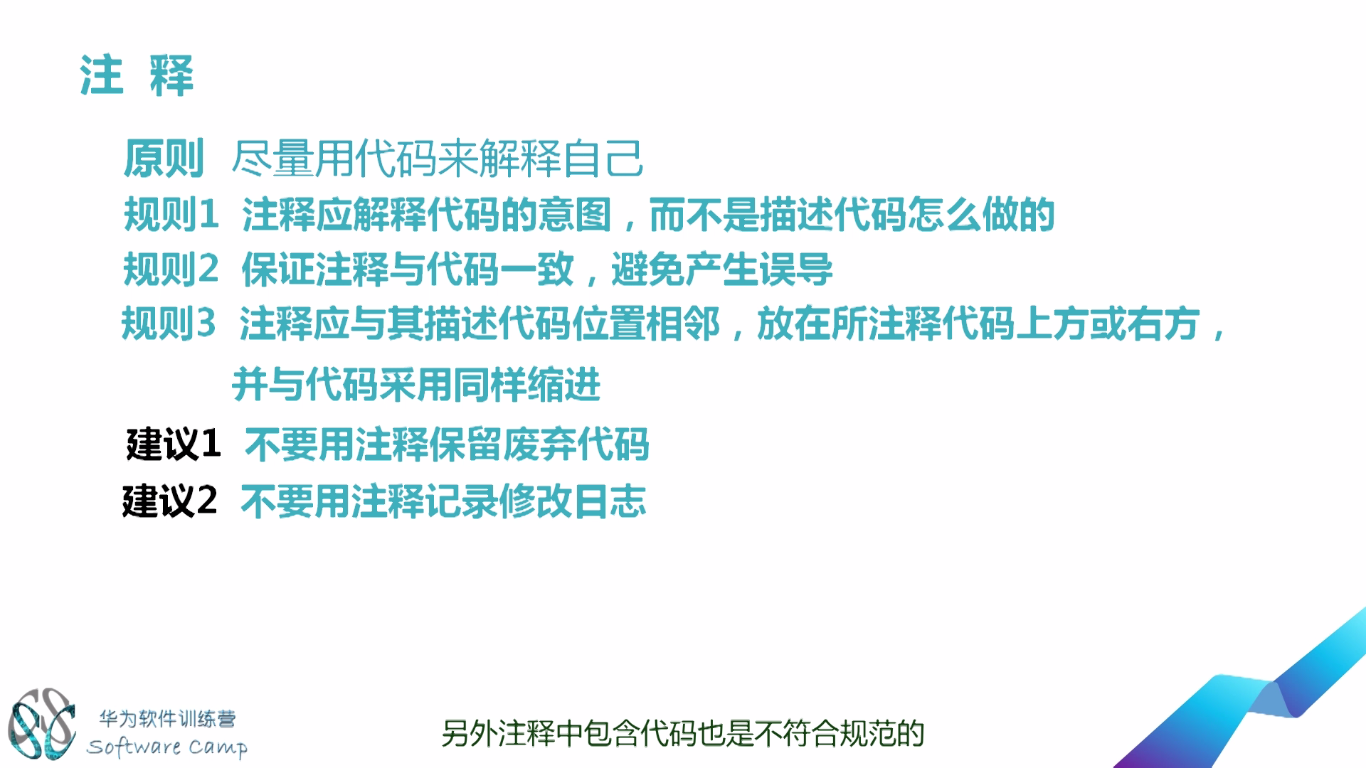 注 释
原则 尽量用代码来解释自己
规则1 注释应解释代码的意图，而不是描述代码怎么做的
规则2 保证注释与代码一致，避免产生误导
规则3 注释应与其描述代码位置相邻，放在所注释代码上方或右方，
并与代码采用同样缩进
建议1 不要用注释保留废弃代码
建议2 不要用注释记录修改日志
华为软件训练营
Software Camp
另外注释中包含代码也是不符合规范的